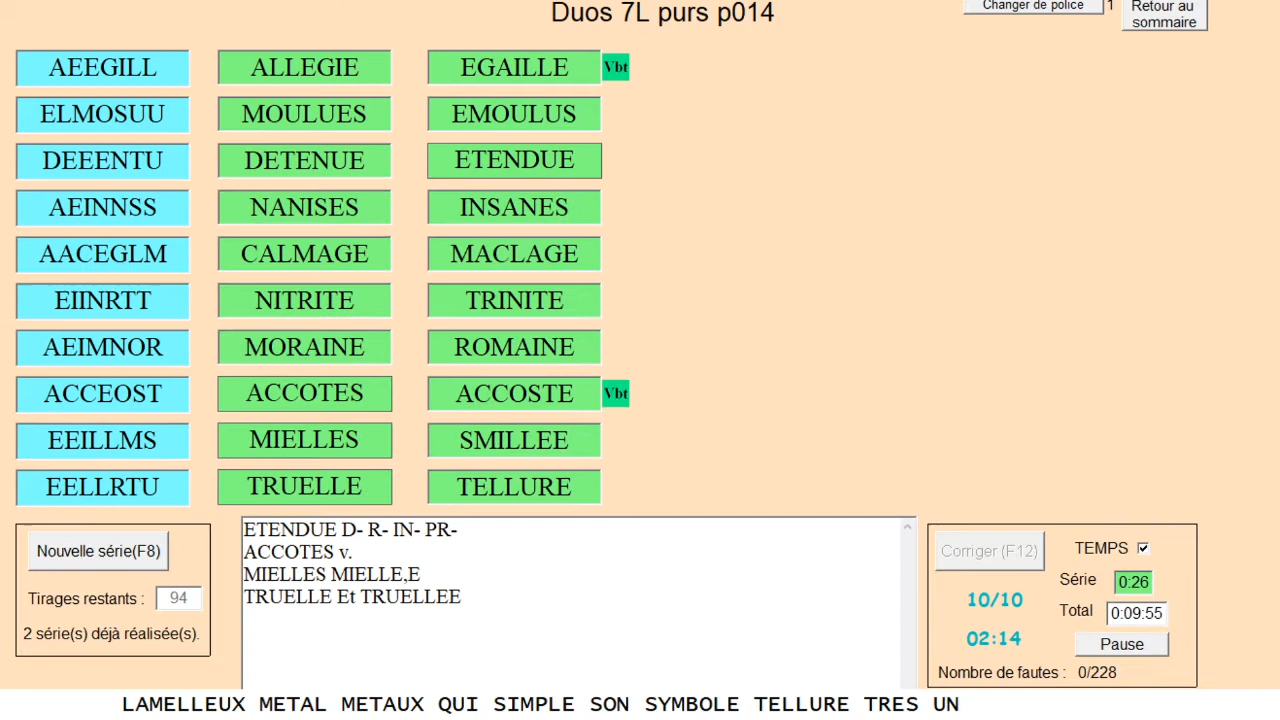 Duos 7L purs p014
Changer de police 1
Retour au
sommaire
AEEGILL ALLEGIE EGAILLE Vbt
ELMOSUU MOULUES EMOULUS
DEEENTU DETENUE ETENDUE
AEINNSS NANISES INSANES
AACEGLM CALMAGE MACLAGE
EIINRTT NITRITE TRINITE
AEIMNOR MORAINE ROMAINE
ACCEOST ACCOTES ACCOSTE Vbt
EEILLMS MIELLES SMILLEE
EELLRTU TRUELLE TELLURE
Nouvelle série(F8)
Tirages restants : 94
2 série(s) déjà réalisée(s).
ETENDUE D- R- IN- PR-
ACCOTES v.
MIELLES MIELLE,E
TRUELLE Et TRUELLEE
Corriger (F12)
TEMPS
Série 0:26
10/10
Total 0:09:55
02:14
Pause
Nombre de fautes : 0/228
LAMELLEUX METAL METAUX QUI SIMPLE SON SYMBOLE TELLURE TRES UN